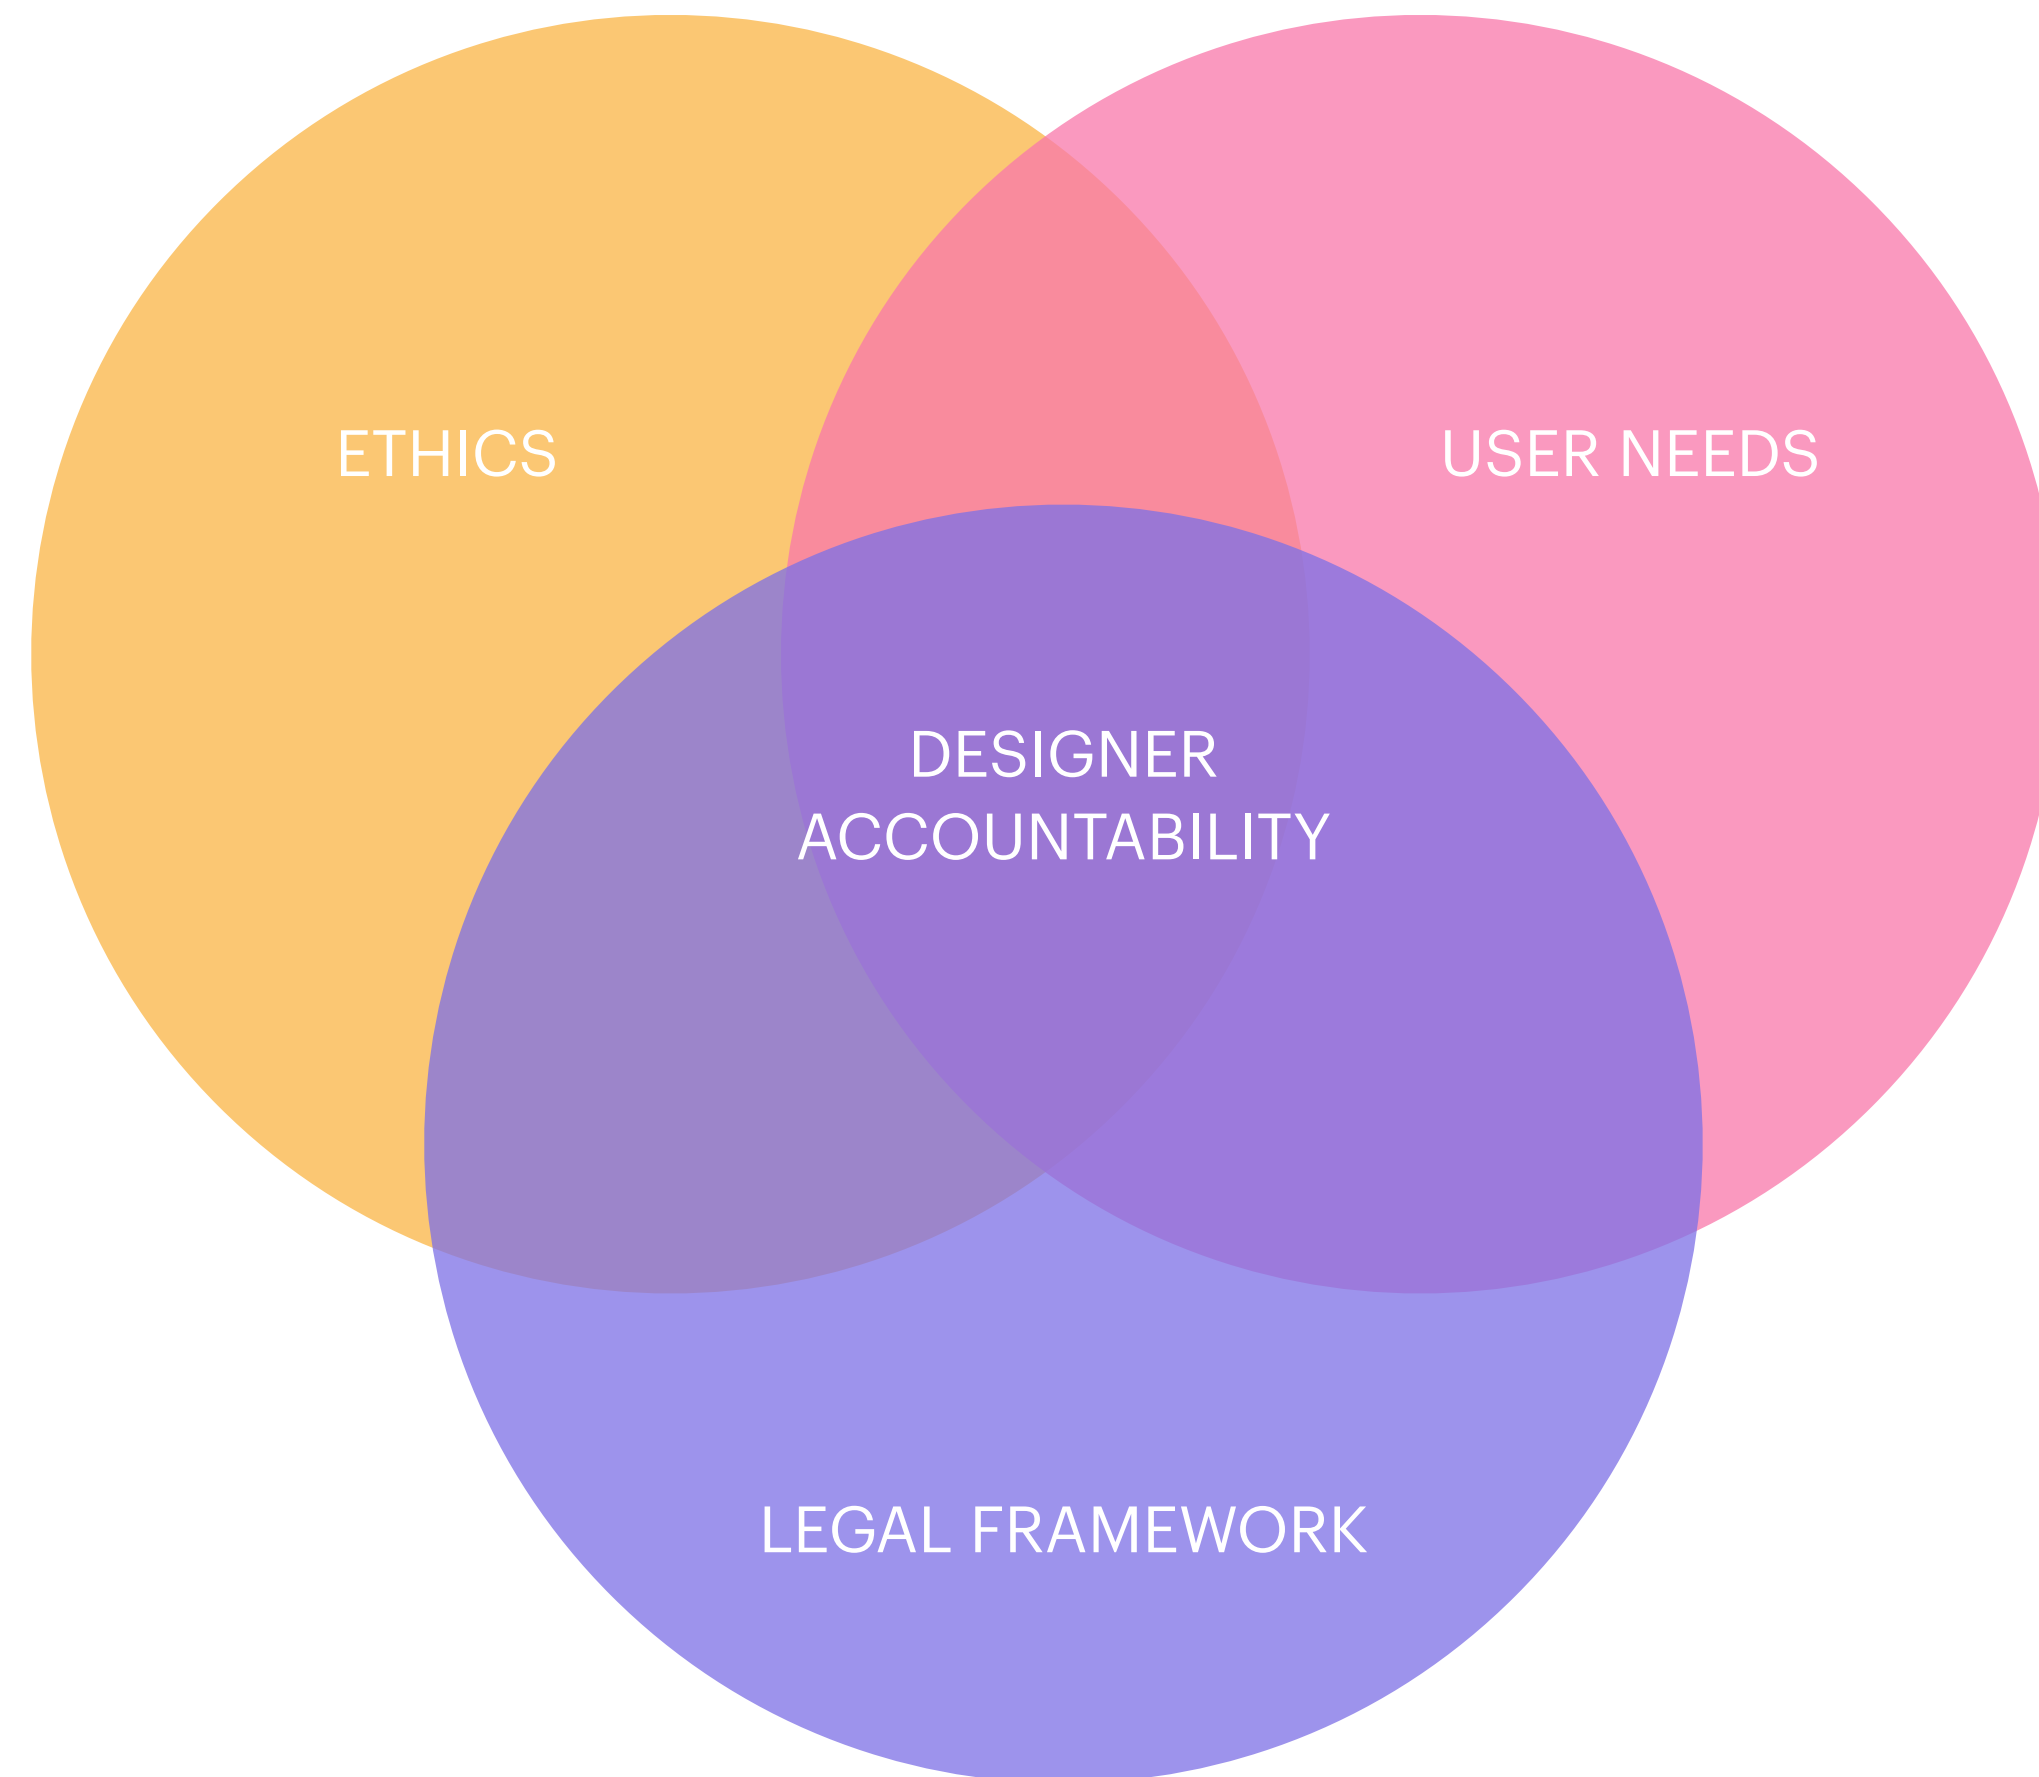 ETHICS
USER NEEDS
DESIGNER
ACCOUNTABILITY
LEGAL FRAMEWORK